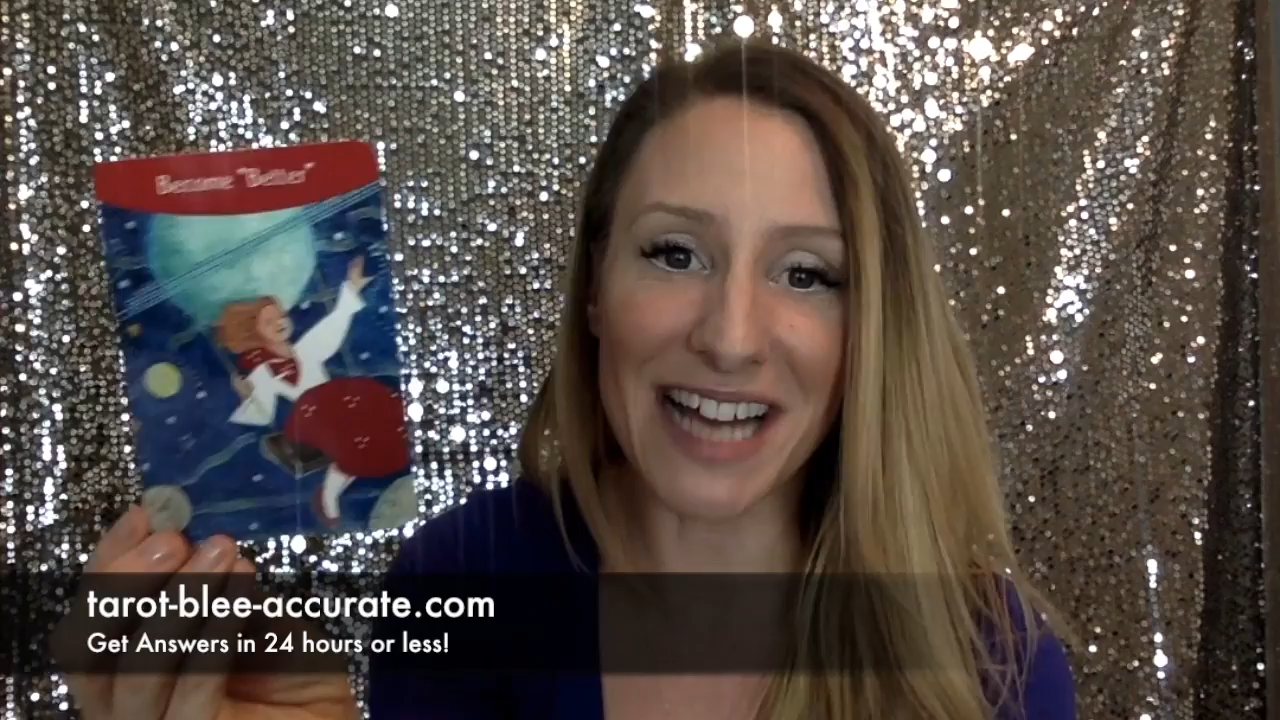 Become "Better"
tarot-blee-accurate.com
Get Answers in 24 hours or less!